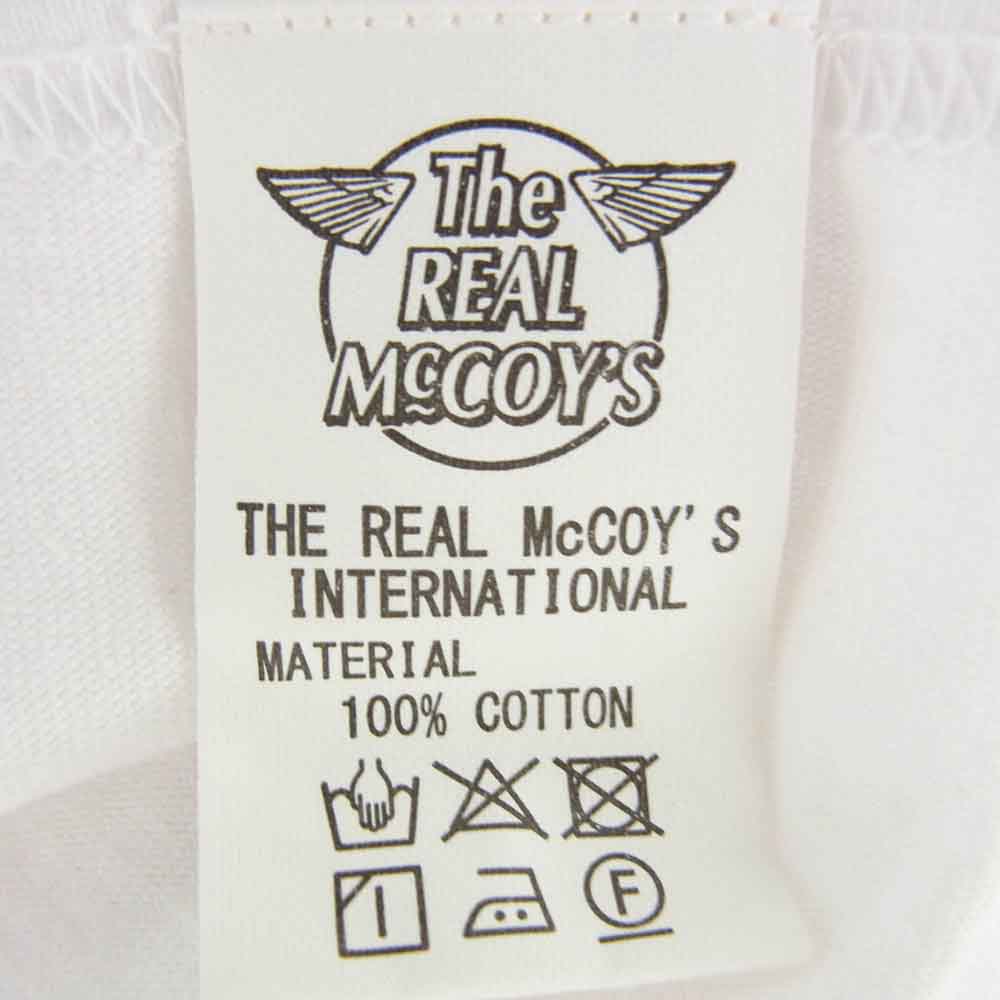 The
REAL
McCOY'S
THE REAL McCOY'S
INTERNATIONAL
MATERIAL
100% COTTON
F